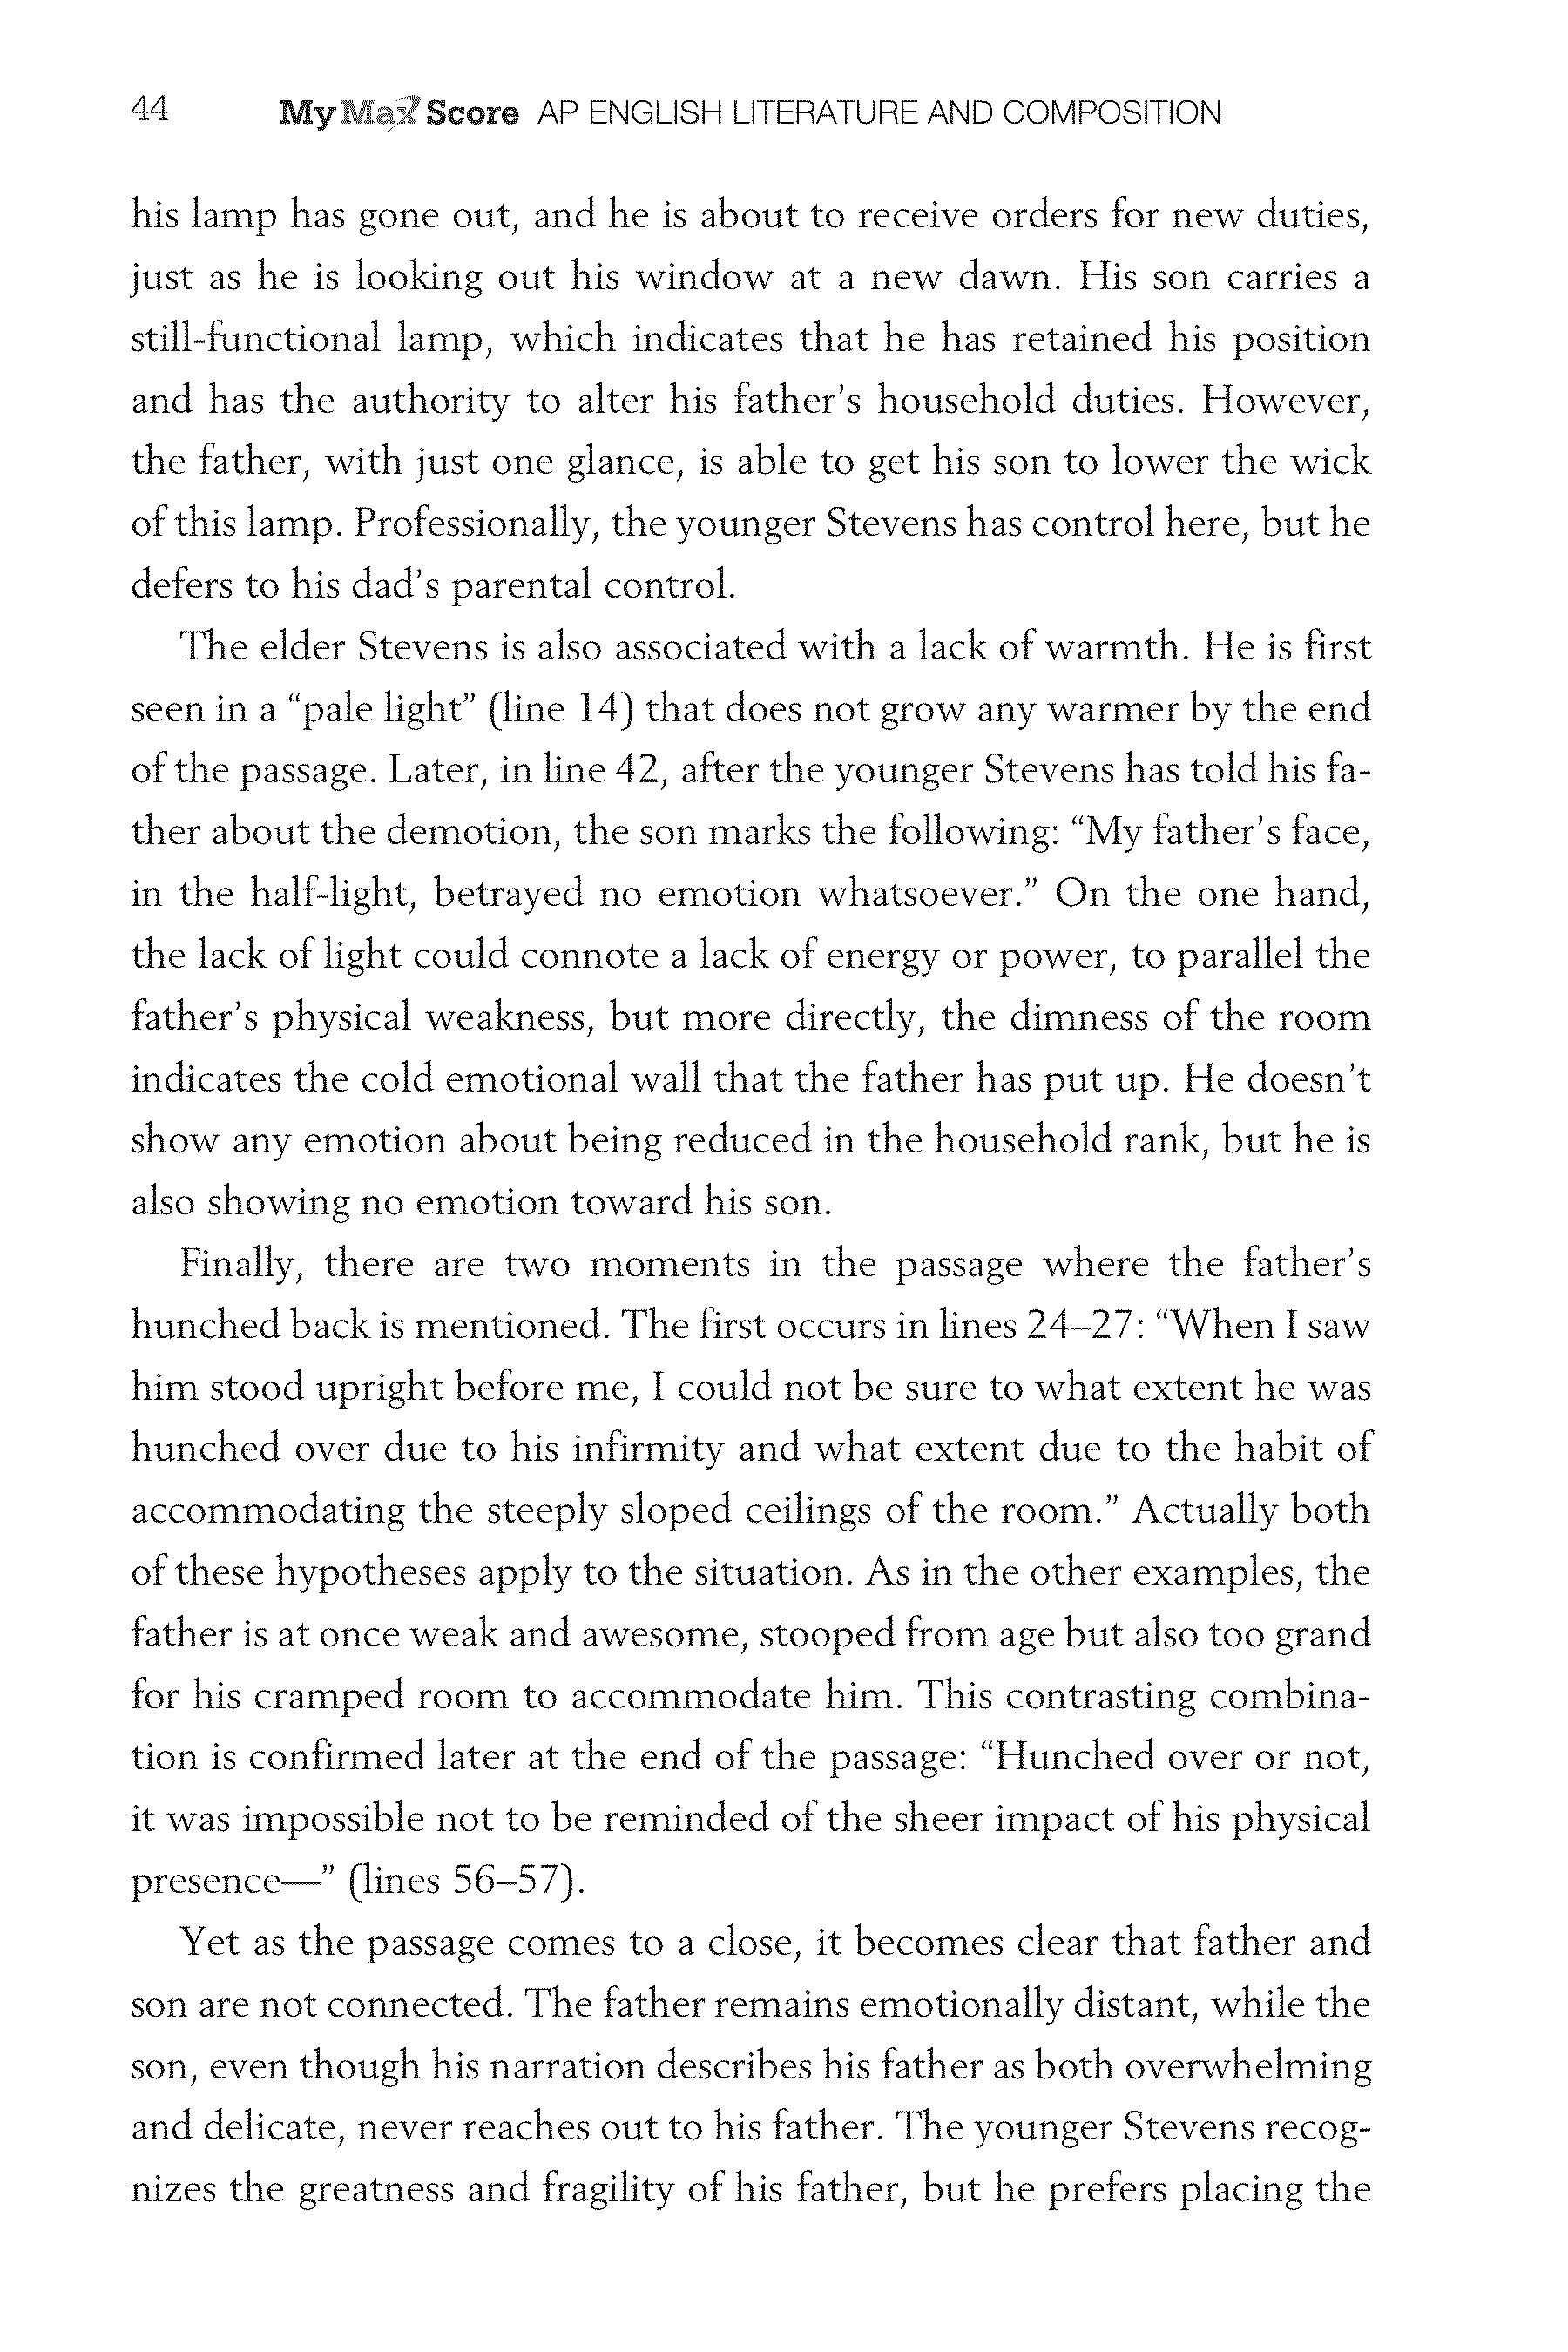 44 My Max Score AP ENGLISH LITERATURE AND COMPOSITION
his lamp has gone out, and he is about to receive orders for new duties,
just as he is looking out his window at a new dawn. His son carries a
still-functional lamp, which indicates that he has retained his position
and has the authority to alter his father’s household duties. However,
the father, with just one glance, is able to get his son to lower the wick
of this lamp. Professionally, the younger Stevens has control here, but he
defers to his dad’s parental control.
The elder Stevens is also associated with a lack of warmth. He is first
seen in a “pale light” (line 14) that does not grow any warmer by the end
of the passage. Later, in line 42, after the younger Stevens has told his fa-
ther about the demotion, the son marks the following: “My father’s face,
in the half-light, betrayed no emotion whatsoever.” On the one hand,
the lack of light could connote a lack of energy or power, to parallel the
father’s physical weakness, but more directly, the dimness of the room
indicates the cold emotional wall that the father has put up. He doesn’t
show any emotion about being reduced in the household rank, but he is
also showing no emotion toward his son.
Finally, there are two moments in the passage where the father’s
hunched back is mentioned. The first occurs in lines 24–27: “When I saw
him stood upright before me, I could not be sure to what extent he was
hunched over due to his infirmity and what extent due to the habit of
accommodating the steeply sloped ceilings of the room.” Actually both
of these hypotheses apply to the situation. As in the other examples, the
father is at once weak and awesome, stooped from age but also too grand
for his cramped room to accommodate him. This contrasting combina-
tion is confirmed later at the end of the passage: “Hunched over or not,
it was impossible not to be reminded of the sheer impact of his physical
presence—” (lines 56–57).
Yet as the passage comes to a close, it becomes clear that father and
son are not connected. The father remains emotionally distant, while the
son, even though his narration describes his father as both overwhelming
and delicate, never reaches out to his father. The younger Stevens recog-
nizes the greatness and fragility of his father, but he prefers placing the